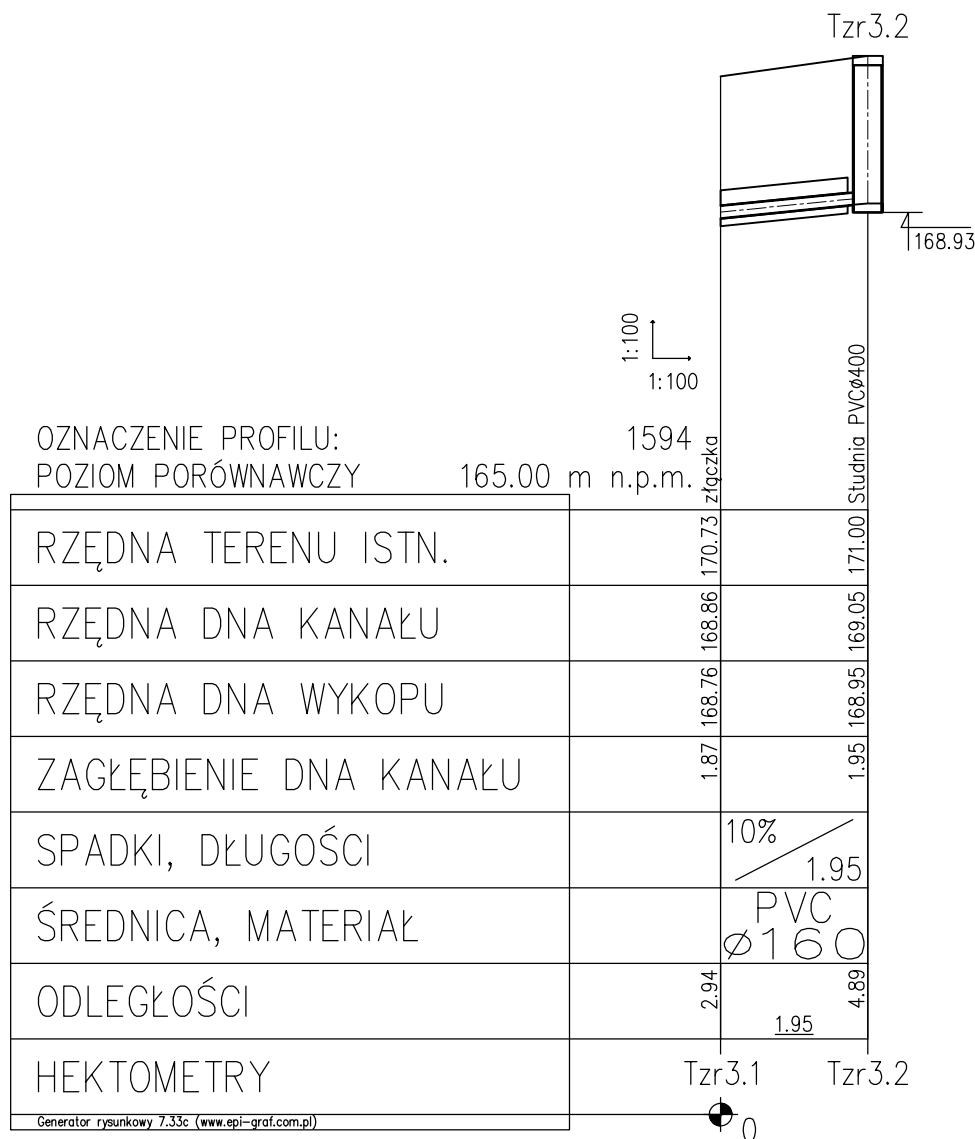 Tzr3.2
168.93
1:100
1:100
OZNACZENIE PROFILU: 1594
POZIOM PORÓWNAWCZY 165.00 m n.p.m.
złączka
Studnia PVCø400
RZĘDNA TERENU ISTN. 170.73 171.00
RZĘDNA DNA KANAŁU 168.86 169.05
RZĘDNA DNA WYKOPU 168.76 168.95
ZAGŁĘBIENIE DNA KANAŁU 1.87 1.95
SPADKI, DŁUGOŚCI 10% 1.95
ŚREDNICA, MATERIAŁ PVC
ø160
ODLEGŁOŚCI 2.94 4.89
1.95
HEKTOMETRY Tzr3.1 Tzr3.2
Generator rysunkowy 7.33c (www.epi-graf.com.pl)
0